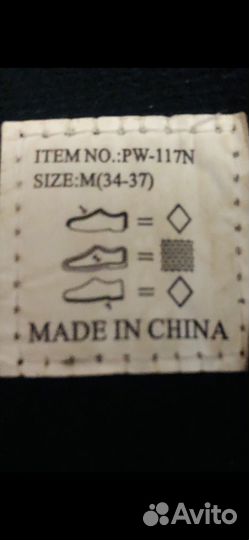 ITEM NO.:PW-117N
SIZE:M(34-37)
=
=
=
MADE IN CHINA
Avito